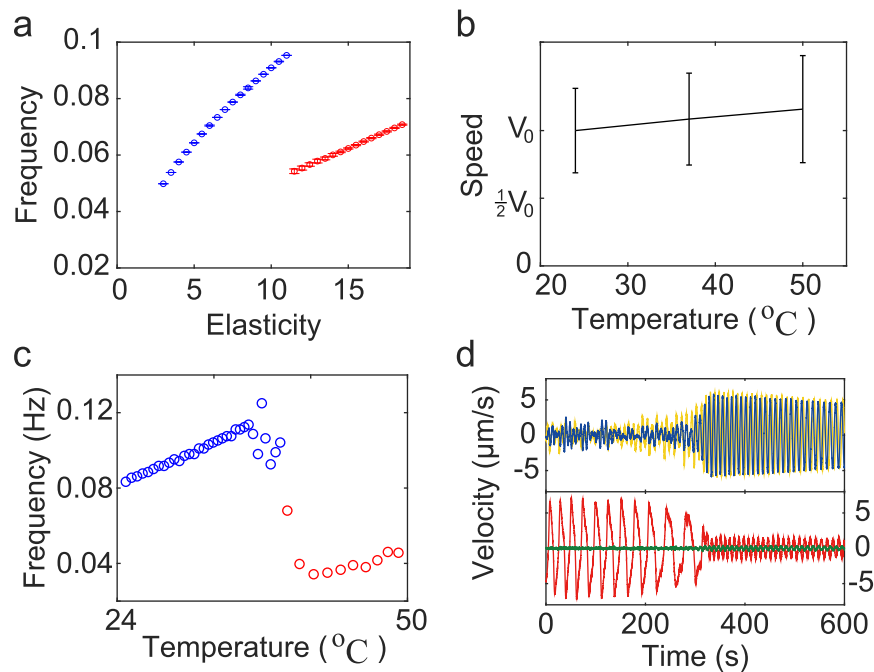 a
0.1
0.08
0.06
0.04
0.02
0
5
10
15
Frequency
Elasticity
b
V₀
½V₀
0
20
30
40
50
Speed
Temperature (°C)
c
0.12
0.08
0.04
24
50
Frequency (Hz)
Temperature (°C)
d
5
0
-5
5
0
-5
0
200
400
600
Velocity (µm/s)
Time (s)